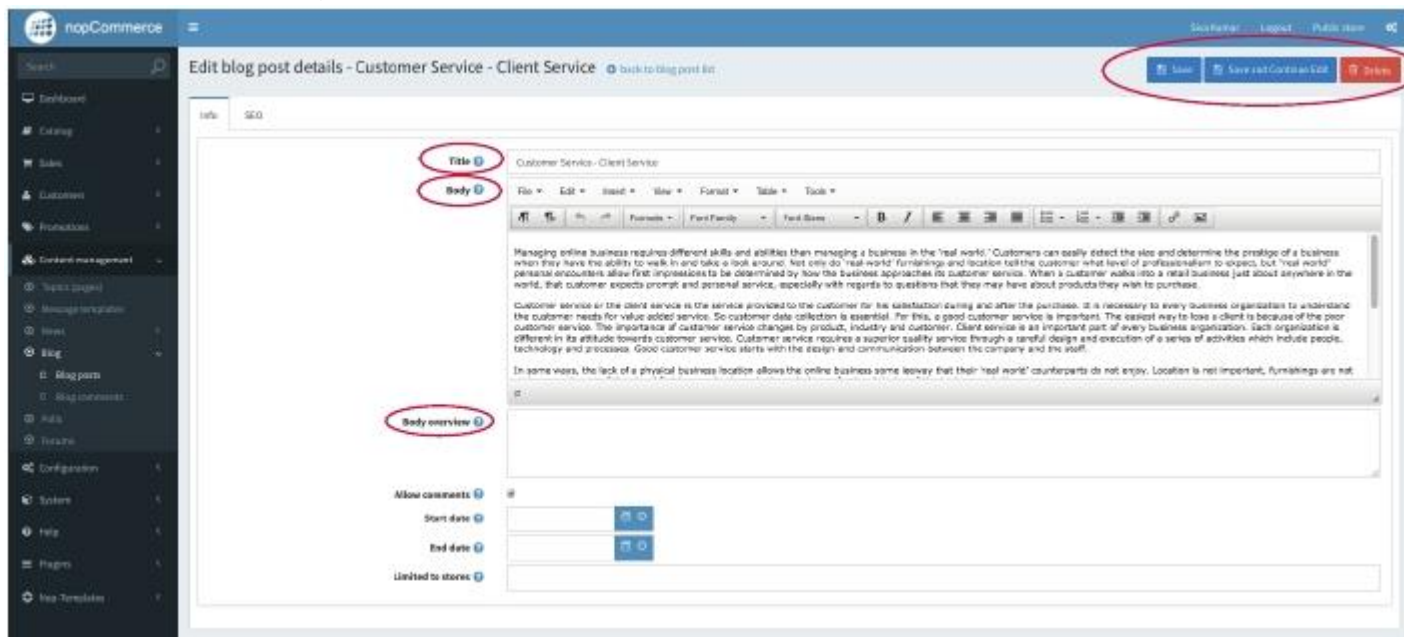 nopCommerce
Logout Public store
Search
Edit blog post details - Customer Service - Client Service back to blog post list
Save Save and Continue Edit Delete
Dashboard
Catalog
Sales
Customers
Promotions
Content management
Topics (pages)
Message templates
News
Blog
Blog posts
Blog comments
Polls
Forums
Configuration
System
Help
Plugins
Nop-Templates
Info SEO
Title Customer Service - Client Service
Body File Edit Insert View Format Table Tools
Formats Font Family Font Sizes B I
Managing online business requires different skills and abilities than managing a business in the 'real world.' Customers can easily detect the size and determine the prestige of a business
when they have the ability to walk in and take a look around. Not only do 'real-world' furnishings and location tell the customer what level of professionalism to expect, but "real world"
personal encounters allow first impressions to be determined by how the business approaches its customer service. When a customer walks into a retail business just about anywhere in the
world, that customer expects prompt and personal service, especially with regards to questions that they may have about products they wish to purchase.
Customer service or the client service is the service provided to the customer for his satisfaction during and after the purchase. It is necessary to every business organization to understand
the customer needs for value added service. So customer data collection is essential. For this, a good customer service is important. The easiest way to lose a client is because of the poor
customer service. The importance of customer service changes by product, industry and customer. Client service is an important part of every business organization. Each organization is
different in its attitude towards customer service. Customer service requires a superior quality service through a careful design and execution of a series of activities which include people,
technology and processes. Good customer service starts with the design and communication between the company and the staff.
In some ways, the lack of a physical business location allows the online business some leeway that their 'real world' counterparts do not enjoy. Location is not important, furnishings are not
Body overview
Allow comments
Start date
End date
Limited to stores